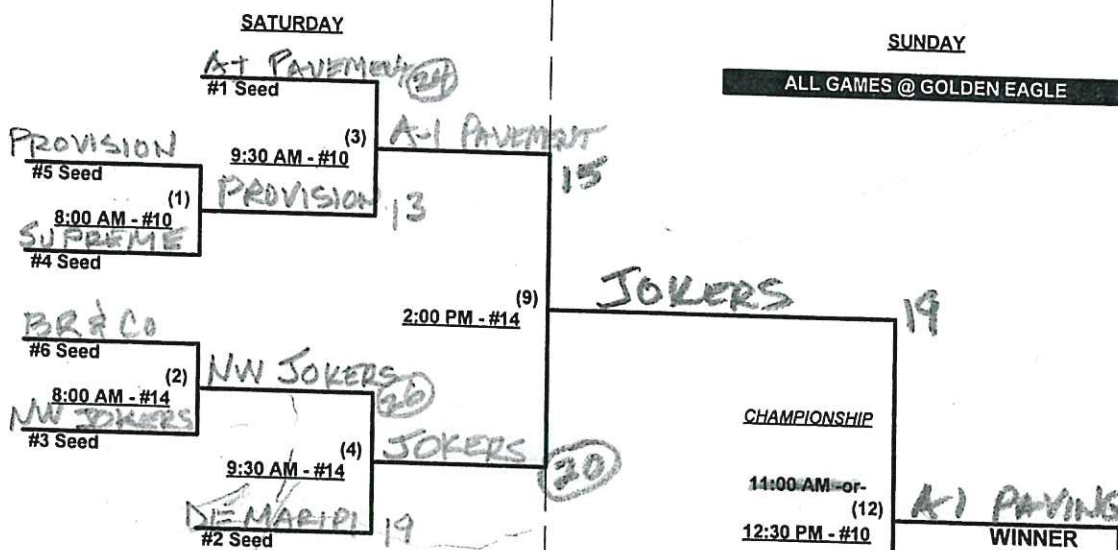 SATURDAY
SUNDAY
ALL GAMES @ GOLDEN EAGLE
A+ PAVEMENT 24
#1 Seed
(3)
9:30 AM - #10
A-1 PAVEMENT
15
PROVISION
#5 Seed
(1)
8:00 AM - #10
PROVISION 13
SUPREME
#4 Seed
(9)
2:00 PM - #14
JOKERS 19
BR & CO
#6 Seed
(2)
8:00 AM - #14
NW JOKERS 26
NW JOKERS
#3 Seed
(4)
9:30 AM - #14
JOKERS 20
19
#2 Seed
CHAMPIONSHIP
11:00 AM -or-
(12)
12:30 PM - #10
A-1 PAVING
WINNER